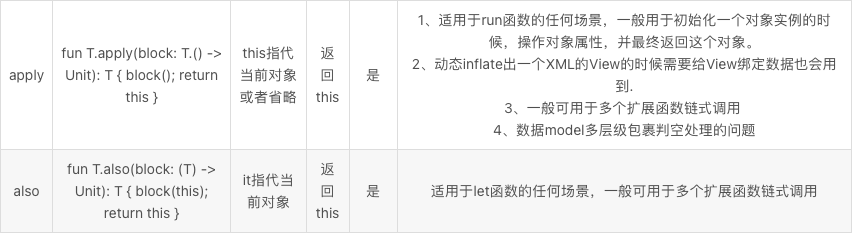 apply
fun T.apply(block: T.() ->
Unit): T { block(); return
this }
this指代
当前对象
或者省略
返
回
this
是
1、适用于run函数的任何场景，一般用于初始化一个对象实例的时
候，操作对象属性，并最终返回这个对象。
2、动态inflate出一个XML的View的时候需要给View绑定数据也会用
到.
3、一般可用于多个扩展函数链式调用
4、数据model多层级包裹判空处理的问题
also
fun T.also(block: (T) ->
Unit): T { block(this);
return this }
it指代当
前对象
返
回
this
是
适用于let函数的任何场景，一般可用于多个扩展函数链式调用